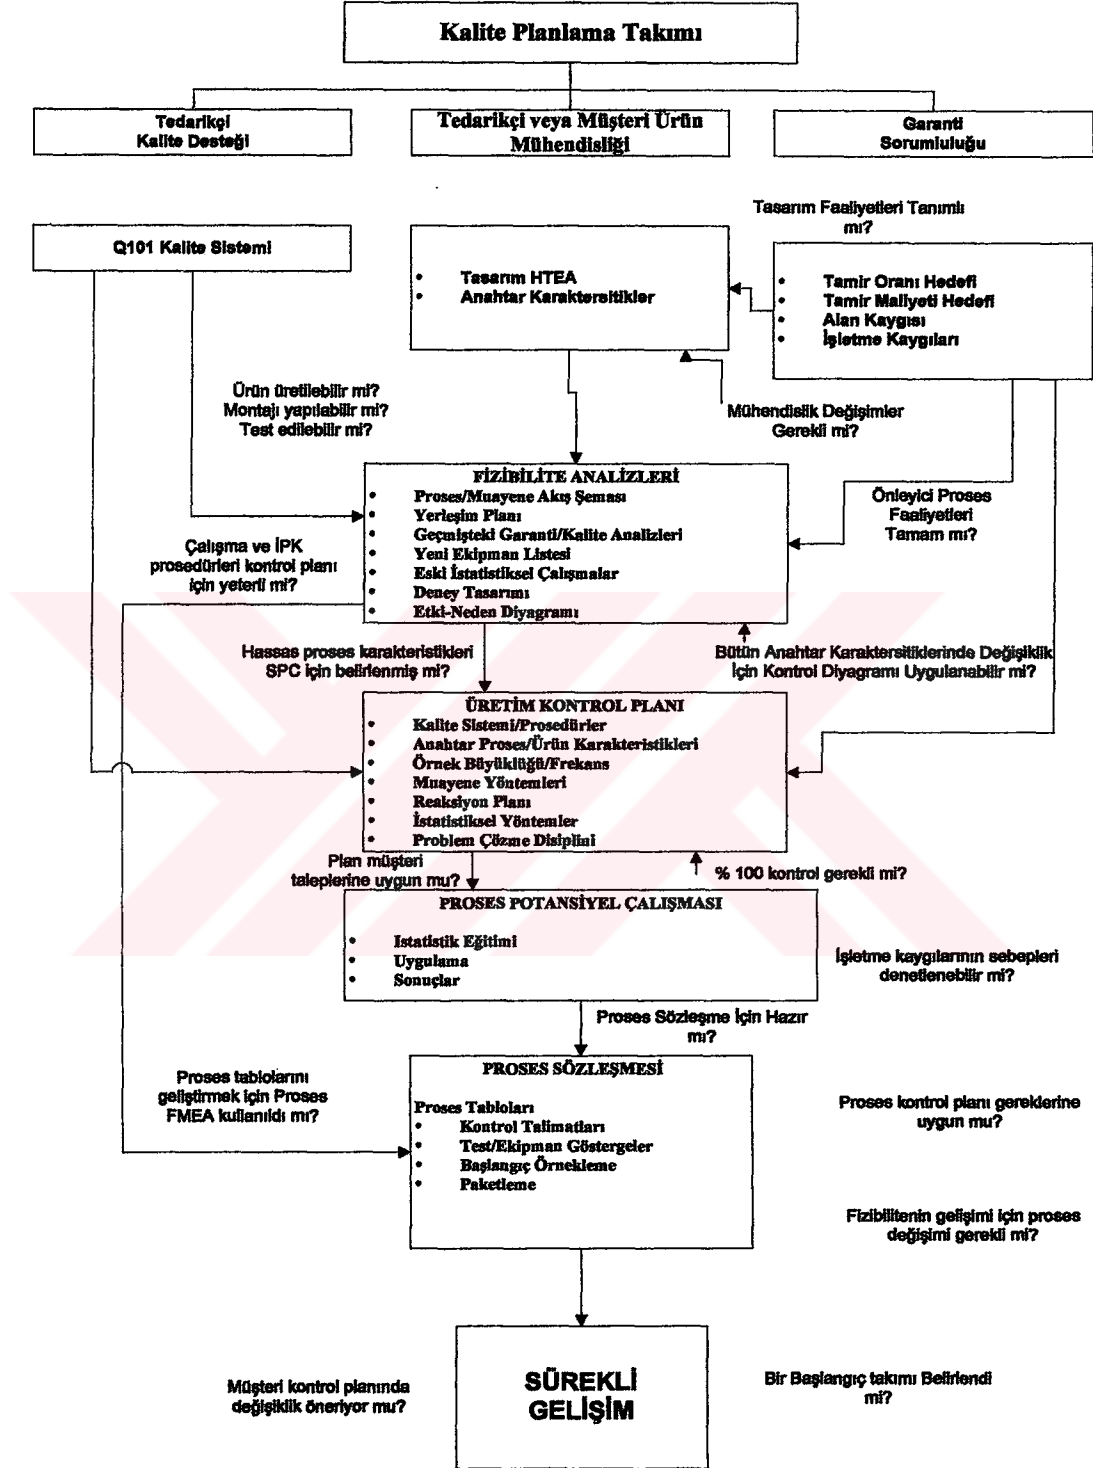 Kalite Planlama Takımı
Tedarikçi
Kalite Desteği
Tedarikçi veya Müşteri Ürün
Mühendisliği
Garanti
Sorumluluğu
Tasarım Faaliyetleri Tanımlı
mı?
Q101 Kalite Sistemi
• Tasarım HTEA
• Anahtar Karaktersitikler
• Tamir Oranı Hedefi
• Tamir Maliyeti Hedefi
• Alan Kaygısı
• İşletme Kaygıları
Ürün üretilebilir mi?
Montajı yapılabilir mi?
Test edilebilir mi?
Mühendislik Değişimler
Gerekli mi?
FİZİBİLİTE ANALİZLERİ
• Proses/Muayene Akış Şeması
• Yerleşim Planı
• Geçmişteki Garanti/Kalite Analizleri
• Yeni Ekipman Listesi
• Eski İstatistiksel Çalışmalar
• Deney Tasarımı
• Etki-Neden Diyagramı
Önleyici Proses
Faaliyetleri
Tamam mı?
Çalışma ve İPK
prosedürleri kontrol planı
için yeterli mi?
Hassas proses karakteristikleri
SPC için belirlenmiş mi?
Bütün Anahtar Karaktersitiklerinde Değişiklik
İçin Kontrol Diyagramı Uygulanabilir mi?
ÜRETİM KONTROL PLANI
• Kalite Sistemi/Prosedürler
• Anahtar Proses/Ürün Karakteristikleri
• Örnek Büyüklüğü/Frekans
• Muayene Yöntemleri
• Reaksiyon Planı
• İstatistiksel Yöntemler
• Problem Çözme Disiplini
Plan müşteri
taleplerine uygun mu?
% 100 kontrol gerekli mi?
PROSES POTANSİYEL ÇALIŞMASI
• Istatistik Eğitimi
• Uygulama
• Sonuçlar
İşletme kaygılarının sebepleri
denetlenebilir mi?
Proses Sözleşme İçin Hazır
mı?
PROSES SÖZLEŞMESİ
Proses Tabloları
• Kontrol Talimatları
• Test/Ekipman Göstergeler
• Başlangıç Örnekleme
• Paketleme
Proses tablolarını
geliştirmek için Proses
FMEA kullanıldı mı?
Proses kontrol planı gereklerine
uygun mu?
Fizibilitenin gelişimi için proses
değişimi gerekli mi?
SÜREKLİ
GELİŞİM
Müşteri kontrol planında
değişiklik öneriyor mu?
Bir Başlangıç takımı Belirlendi
mi?